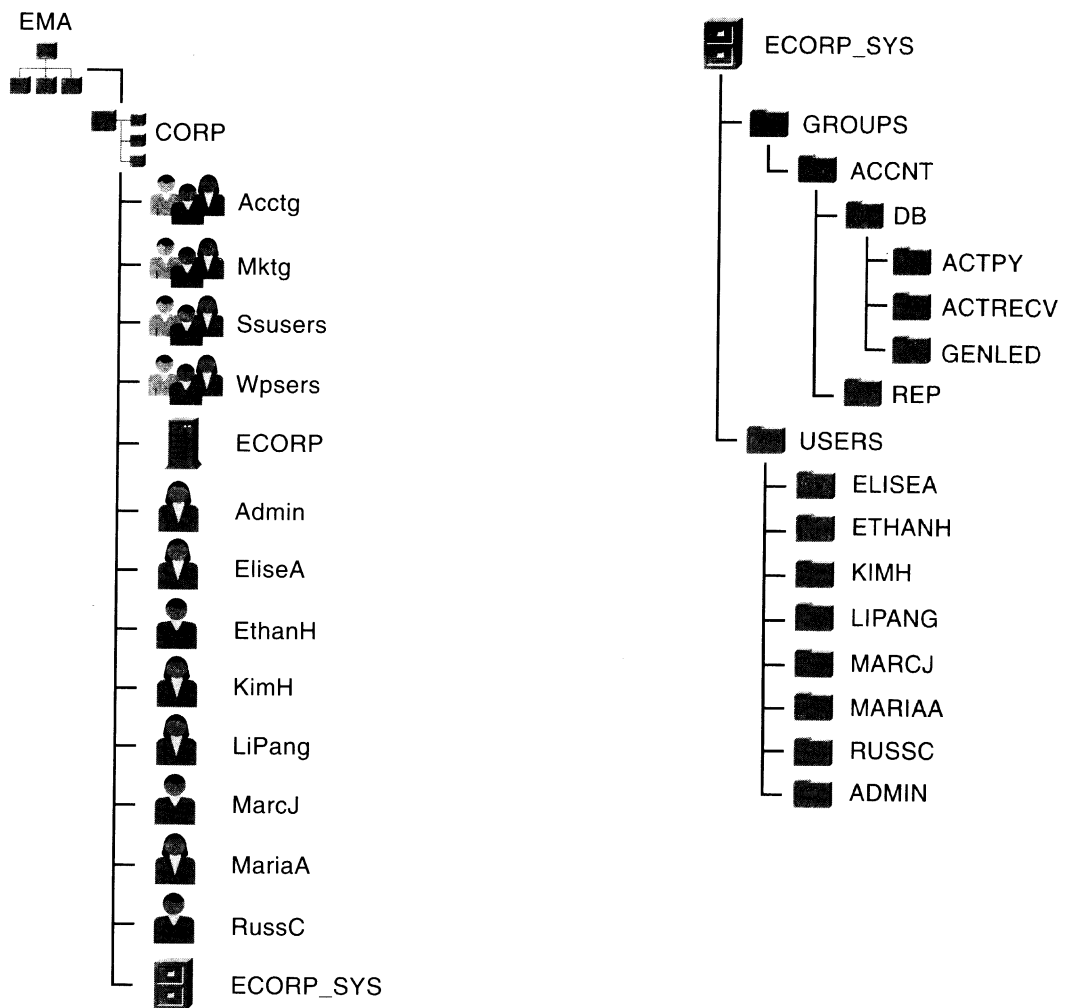 EMA
CORP
Acctg
Mktg
Ssusers
Wpsers
ECORP
Admin
EliseA
EthanH
KimH
LiPang
MarcJ
MariaA
RussC
ECORP_SYS
ECORP_SYS
GROUPS
ACCNT
DB
ACTPY
ACTRECV
GENLED
REP
USERS
ELISEA
ETHANH
KIMH
LIPANG
MARCJ
MARIAA
RUSSC
ADMIN